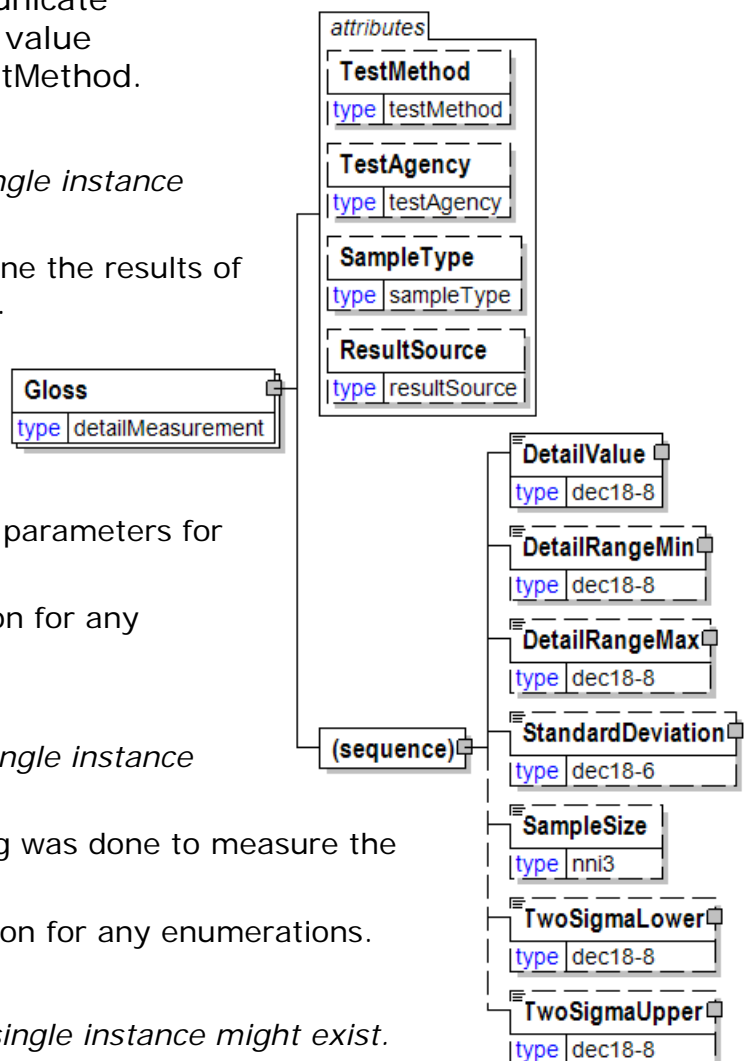 unicate
value
tMethod.
ngle instance
ne the results of
.
parameters for
on for any
ngle instance
g was done to measure the
on for any enumerations.
single instance might exist.
attributes
TestMethod
type testMethod
TestAgency
type testAgency
SampleType
type sampleType
ResultSource
type resultSource
Gloss
type detailMeasurement
(sequence)
DetailValue
type dec18-8
DetailRangeMin
type dec18-8
DetailRangeMax
type dec18-8
StandardDeviation
type dec18-6
SampleSize
type nni3
TwoSigmaLower
type dec18-8
TwoSigmaUpper
type dec18-8